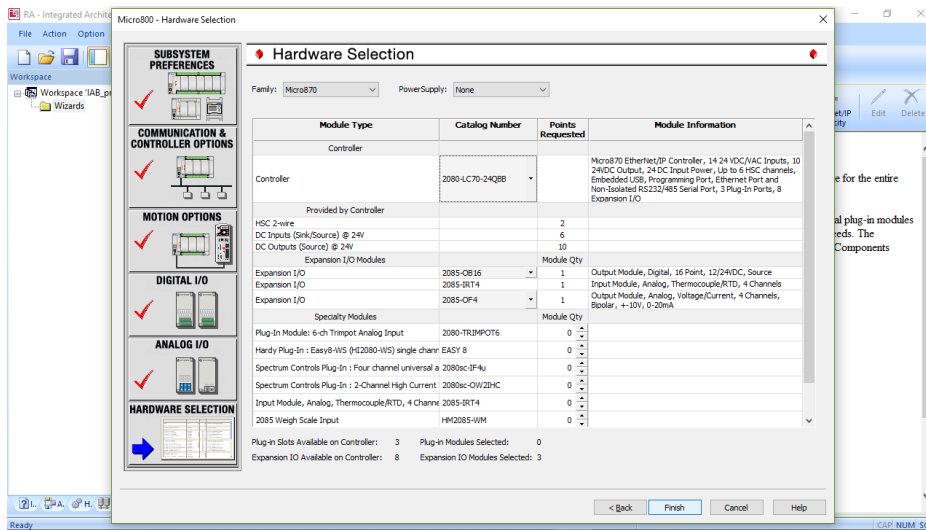 RA - Integrated Archite
File Action Option
Workspace
Workspace 'IAB_pr
Wizards
I.. A. H.
Ready
Micro800 - Hardware Selection
SUBSYSTEM
PREFERENCES
COMMUNICATION &
CONTROLLER OPTIONS
MOTION OPTIONS
DIGITAL I/O
ANALOG I/O
HARDWARE SELECTION
Hardware Selection
Family: Micro870 PowerSupply: None
Module Type Catalog Number Points Requested Module Information
Controller
Controller 2080-LC70-24QBB Micro870 EtherNet/IP Controller, 14 24 VDC/VAC Inputs, 10
24VDC Output, 24 DC Input Power, Up to 6 HSC channels,
Embedded USB, Programming Port, Ethernet Port and
Non-Isolated RS232/485 Serial Port, 3 Plug-In Ports, 8
Expansion I/O
Provided by Controller
HSC 2-wire 2
DC Inputs (Sink/Source) @ 24V 6
DC Outputs (Source) @ 24V 10
Expansion I/O Modules Module Qty
Expansion I/O 2085-OB16 1 Output Module, Digital, 16 Point, 12/24VDC, Source
Expansion I/O 2085-IRT4 1 Input Module, Analog, Thermocouple/RTD, 4 Channels
Expansion I/O 2085-OF4 1 Output Module, Analog, Voltage/Current, 4 Channels,
Bipolar, +-10V, 0-20mA
Specialty Modules Module Qty
Plug-In Module: 6-ch Trimpot Analog Input 2080-TRIMPOT6 0
Hardy Plug-In : Easy8-WS (HI2080-WS) single chann EASY 8 0
Spectrum Controls Plug-In : Four channel universal a 2080sc-IF4u 0
Spectrum Controls Plug-In : 2-Channel High Current 2080sc-OW2IHC 0
Input Module, Analog, Thermocouple/RTD, 4 Channe 2085-IRT4 0
2085 Weigh Scale Input HM2085-WM 0
Plug-in Slots Available on Controller: 3 Plug-in Modules Selected: 0
Expansion IO Available on Controller: 8 Expansion IO Modules Selected: 3
< Back Finish Cancel Help
et/IP
city
Edit Delete
e for the entire
al plug-in modules
eds. The
Components
CAP NUM SC